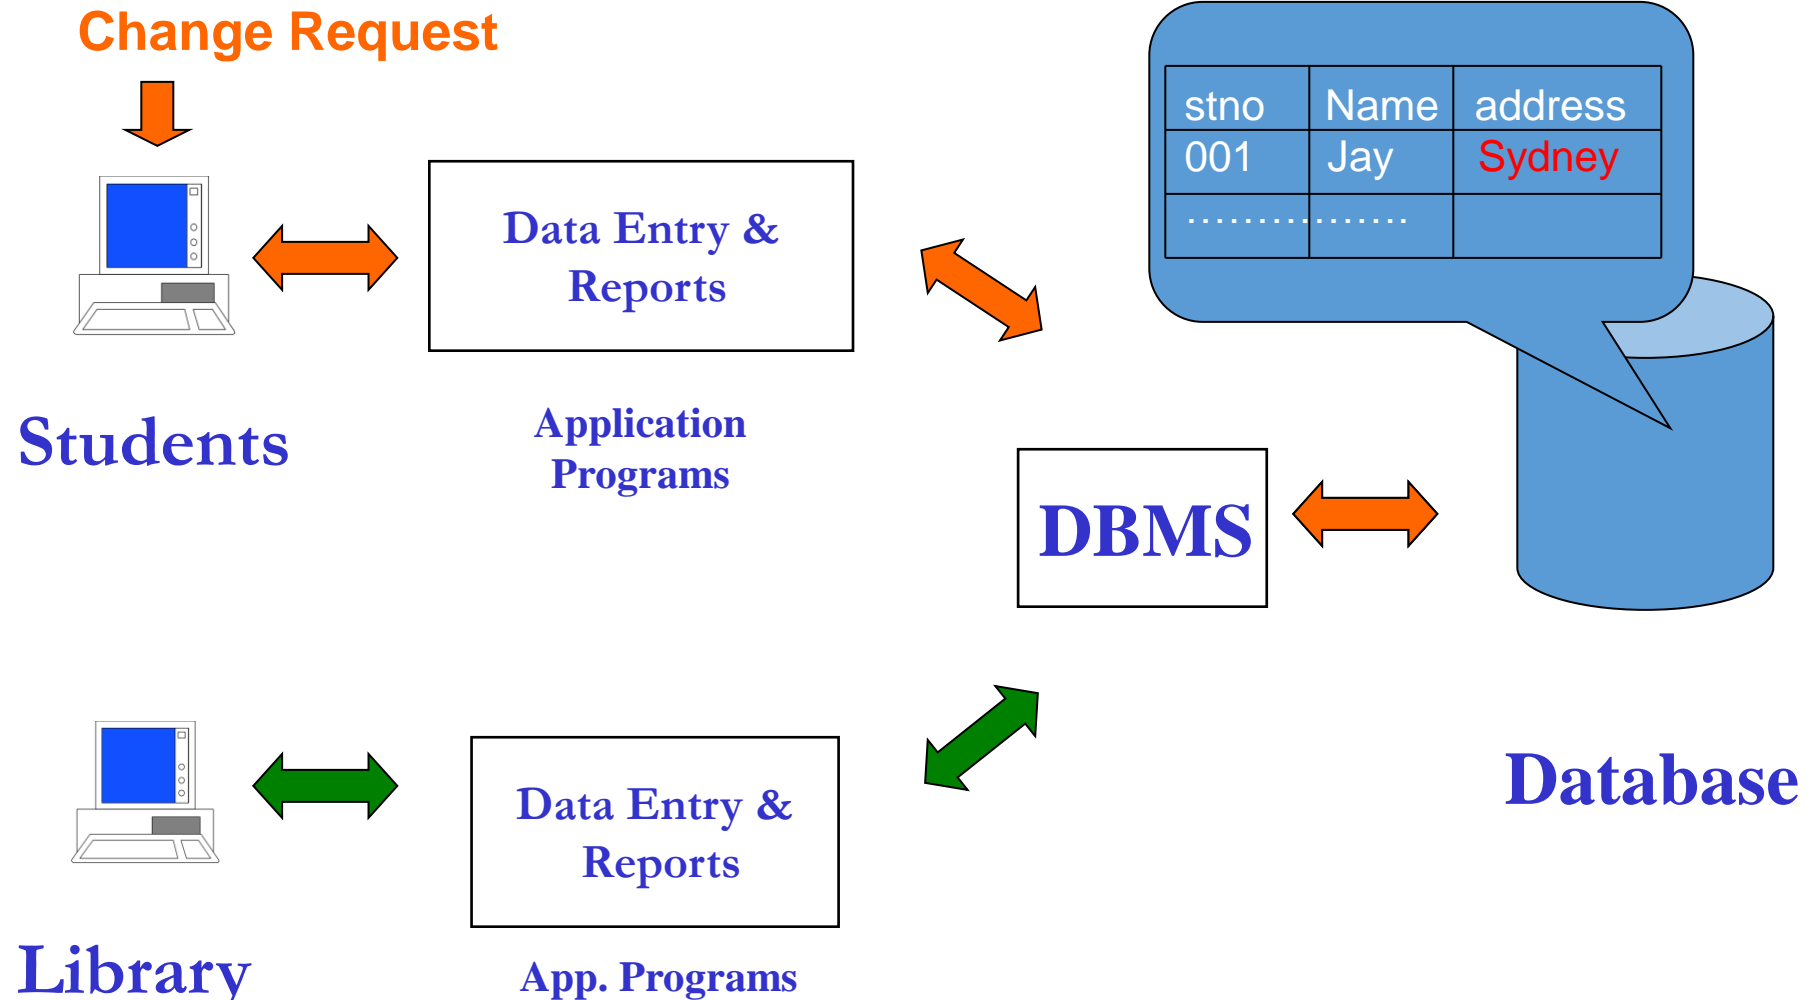 Change Request
stno Name address
001 Jay Sydney
................
Data Entry &
Reports
Students
Application
Programs
DBMS
Database
Data Entry &
Reports
Library
App. Programs